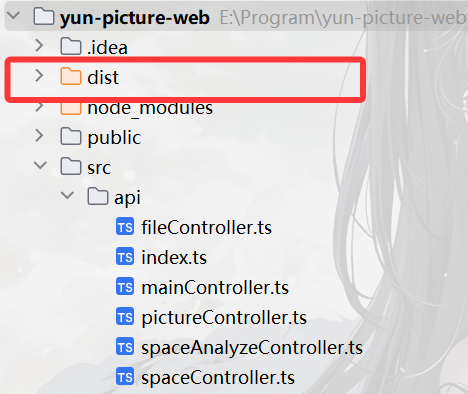 yun-picture-web E:\Program\yun-picture-web
.idea
dist
node_modules
public
src
api
TS fileController.ts
TS index.ts
TS mainController.ts
TS pictureController.ts
TS spaceAnalyzeController.ts
TS spaceController.ts